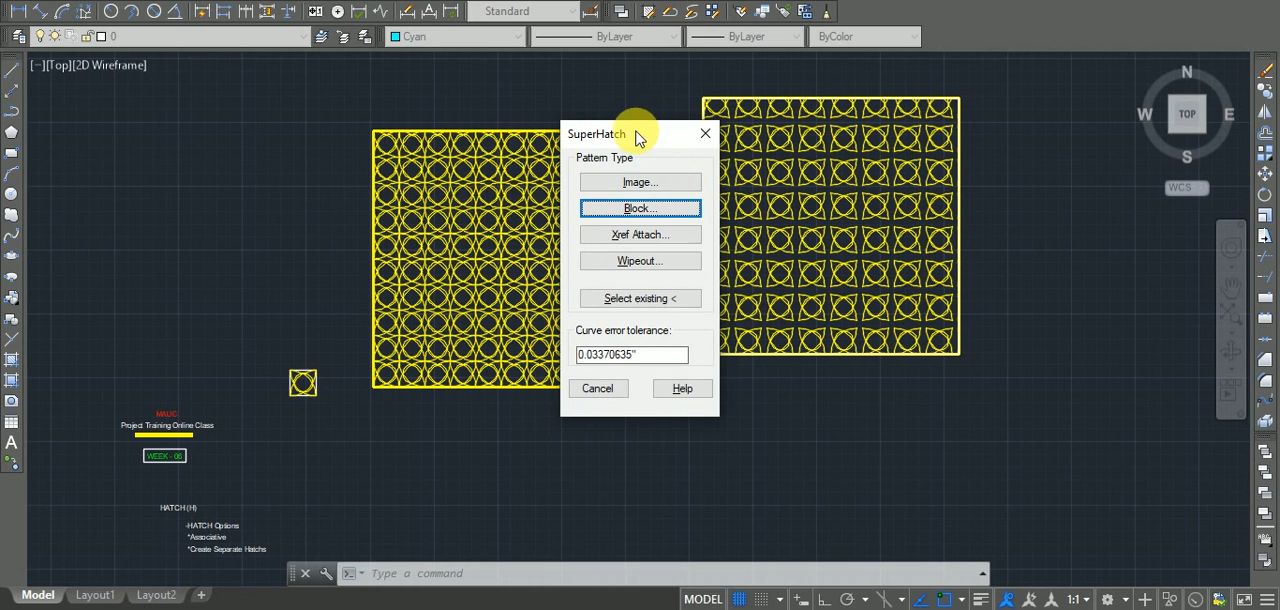 Standard
0
Cyan
ByLayer
ByLayer
ByColor
[−][Top][2D Wireframe]
N
W
TOP
E
S
WCS
SuperHatch
Pattern Type
Image...
Block...
Xref Attach...
Wipeout...
Select existing <
Curve error tolerance:
0.03370635"
Cancel
Help
MAUC
Project Training Online Class
WEEK - 06
HATCH (H)
-HATCH Options
*Associative
*Create Separate Hatchs
A
Type a command
Model
Layout1
Layout2
+
MODEL
1:1